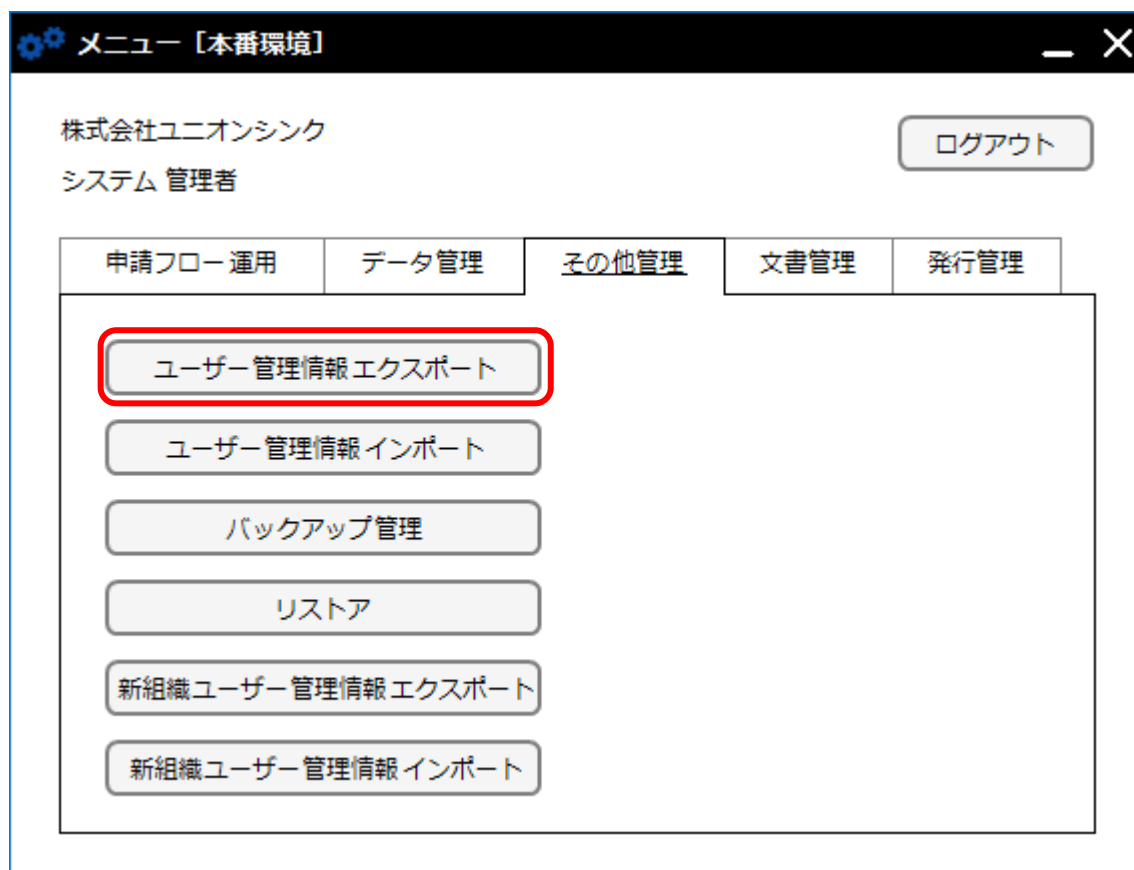 メニュー［本番環境］
株式会社ユニオンシンク
ログアウト
システム 管理者
申請フロー 運用 データ管理 その他管理 文書管理 発行管理
ユーザー管理情報エクスポート
ユーザー管理情報インポート
バックアップ管理
リストア
新組織ユーザー管理情報エクスポート
新組織ユーザー管理情報インポート